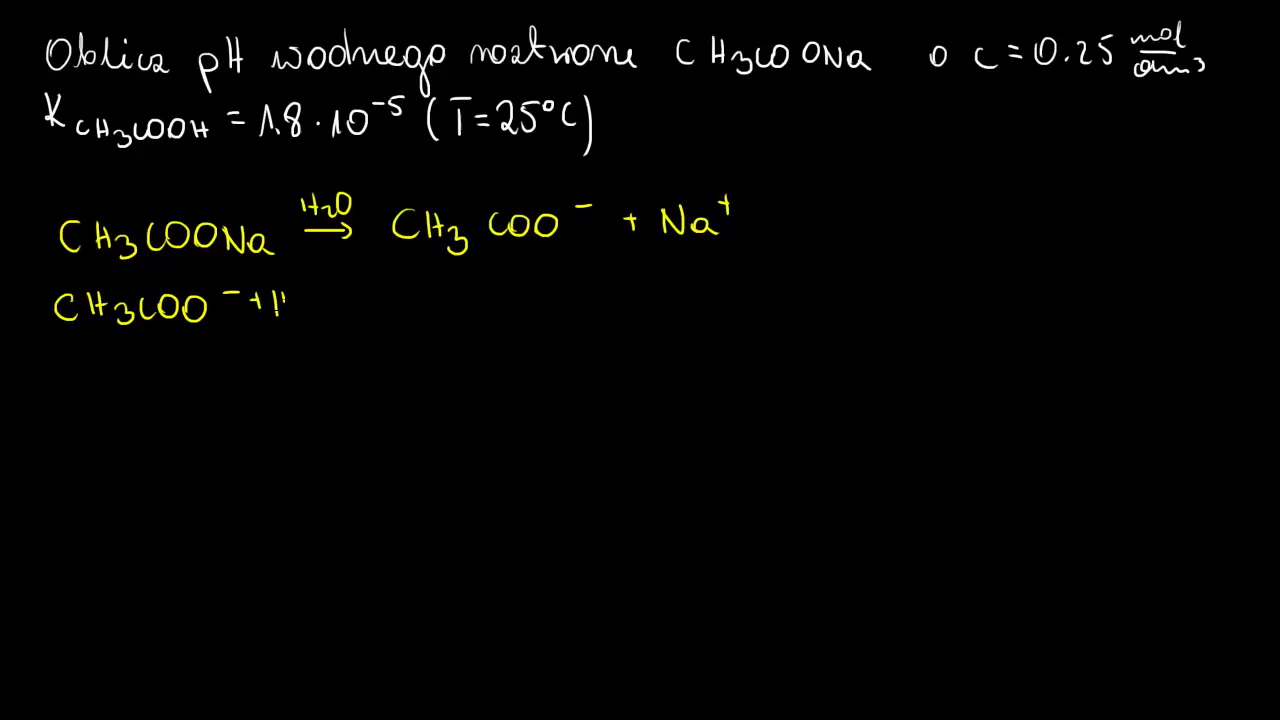 Oblicz pH wodnego roztworu CH3COONa o c = 0.25 mol/dm3
K CH3COOH = 1.8 · 10⁻⁵ (T = 25°C)
CH3COONa H2O → CH3COO⁻ + Na⁺
CH3COO⁻ +